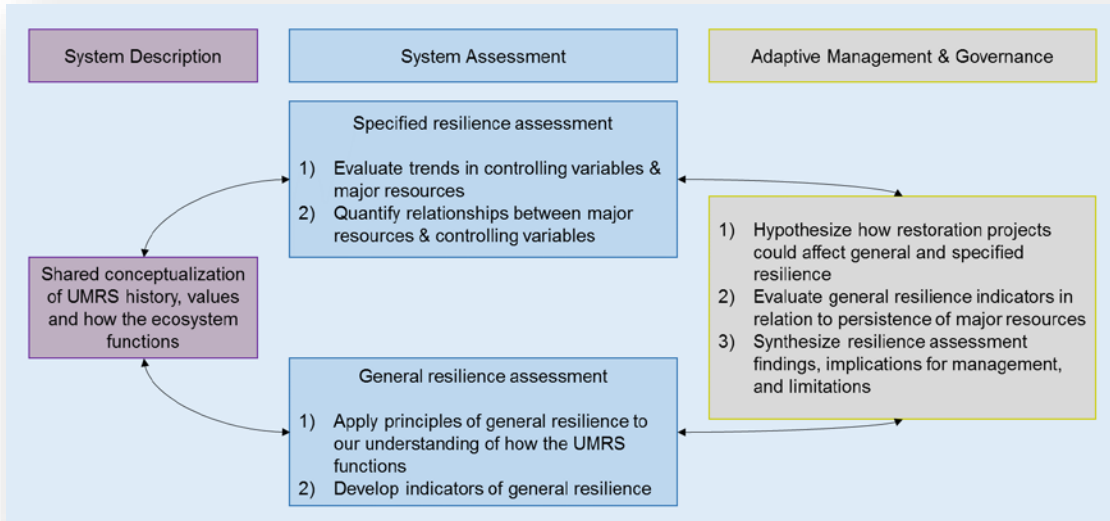 System Description
System Assessment
Adaptive Management & Governance
Specified resilience assessment
1) Evaluate trends in controlling variables &
major resources
2) Quantify relationships between major
resources & controlling variables
Shared conceptualization
of UMRS history, values
and how the ecosystem
functions
General resilience assessment
1) Apply principles of general resilience to
our understanding of how the UMRS
functions
2) Develop indicators of general resilience
1) Hypothesize how restoration projects
could affect general and specified
resilience
2) Evaluate general resilience indicators in
relation to persistence of major resources
3) Synthesize resilience assessment
findings, implications for management,
and limitations